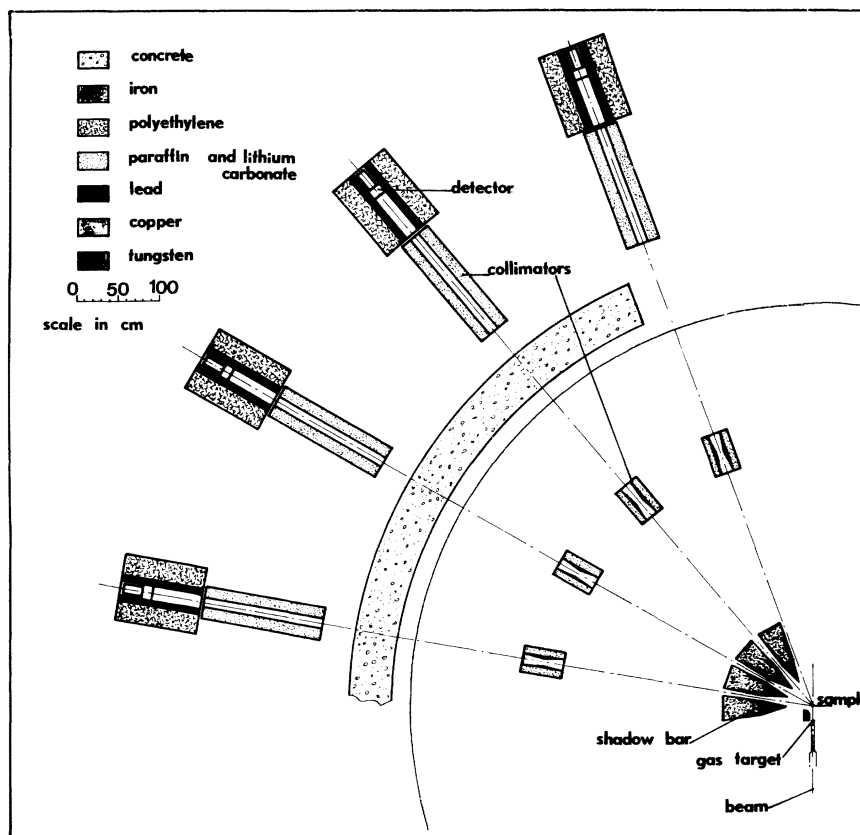 concrete
iron
polyethylene
paraffin and lithium
carbonate
lead
copper
tungsten
0 50 100
scale in cm
detector
collimators
sampl
shadow bar
gas target
beam